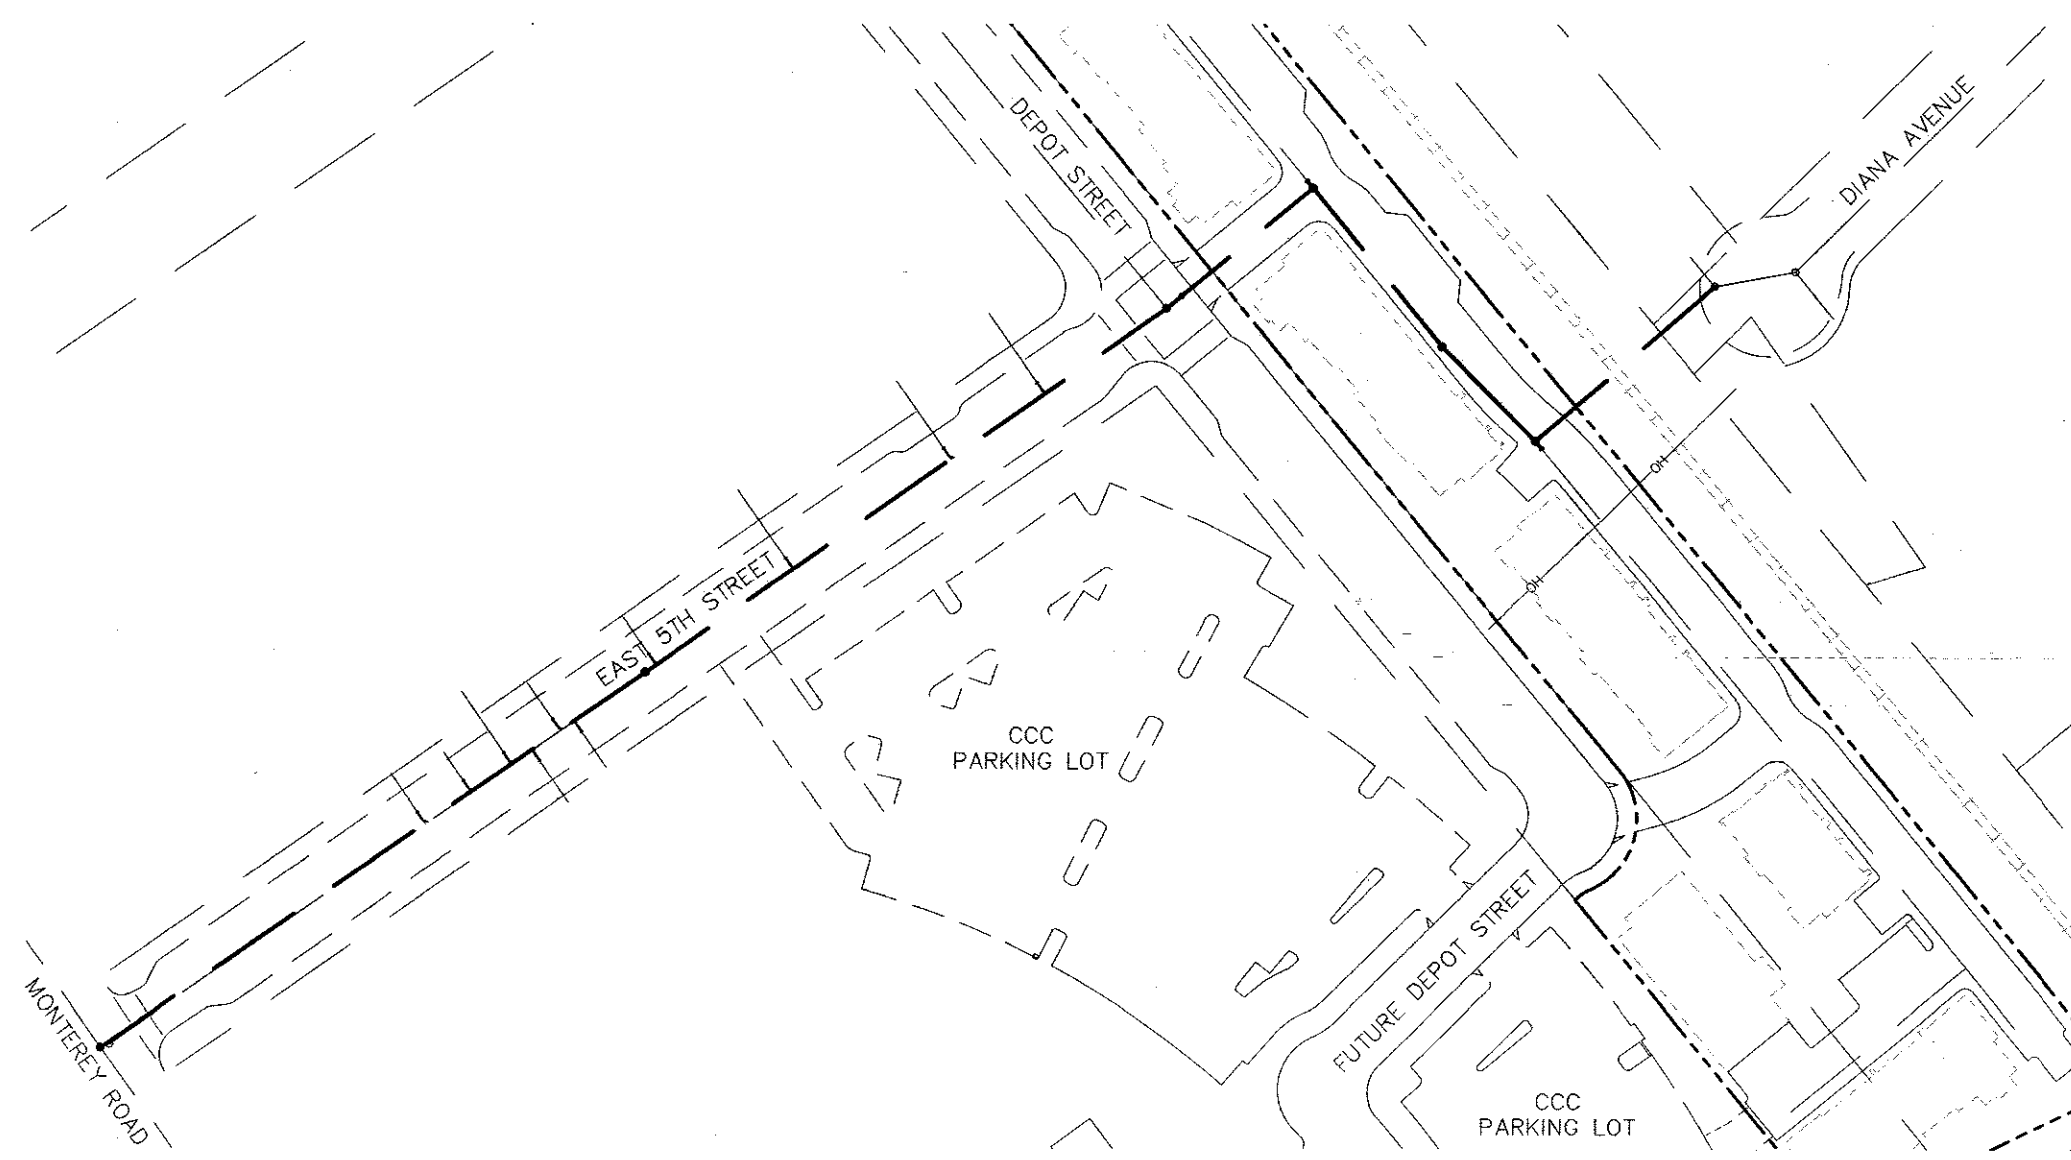 DEPOT STREET
DIANA AVENUE
OH
OH
EAST 5TH STREET
CCC
PARKING LOT
MONTEREY ROAD
FUTURE DEPOT STREET
CCC
PARKING LOT